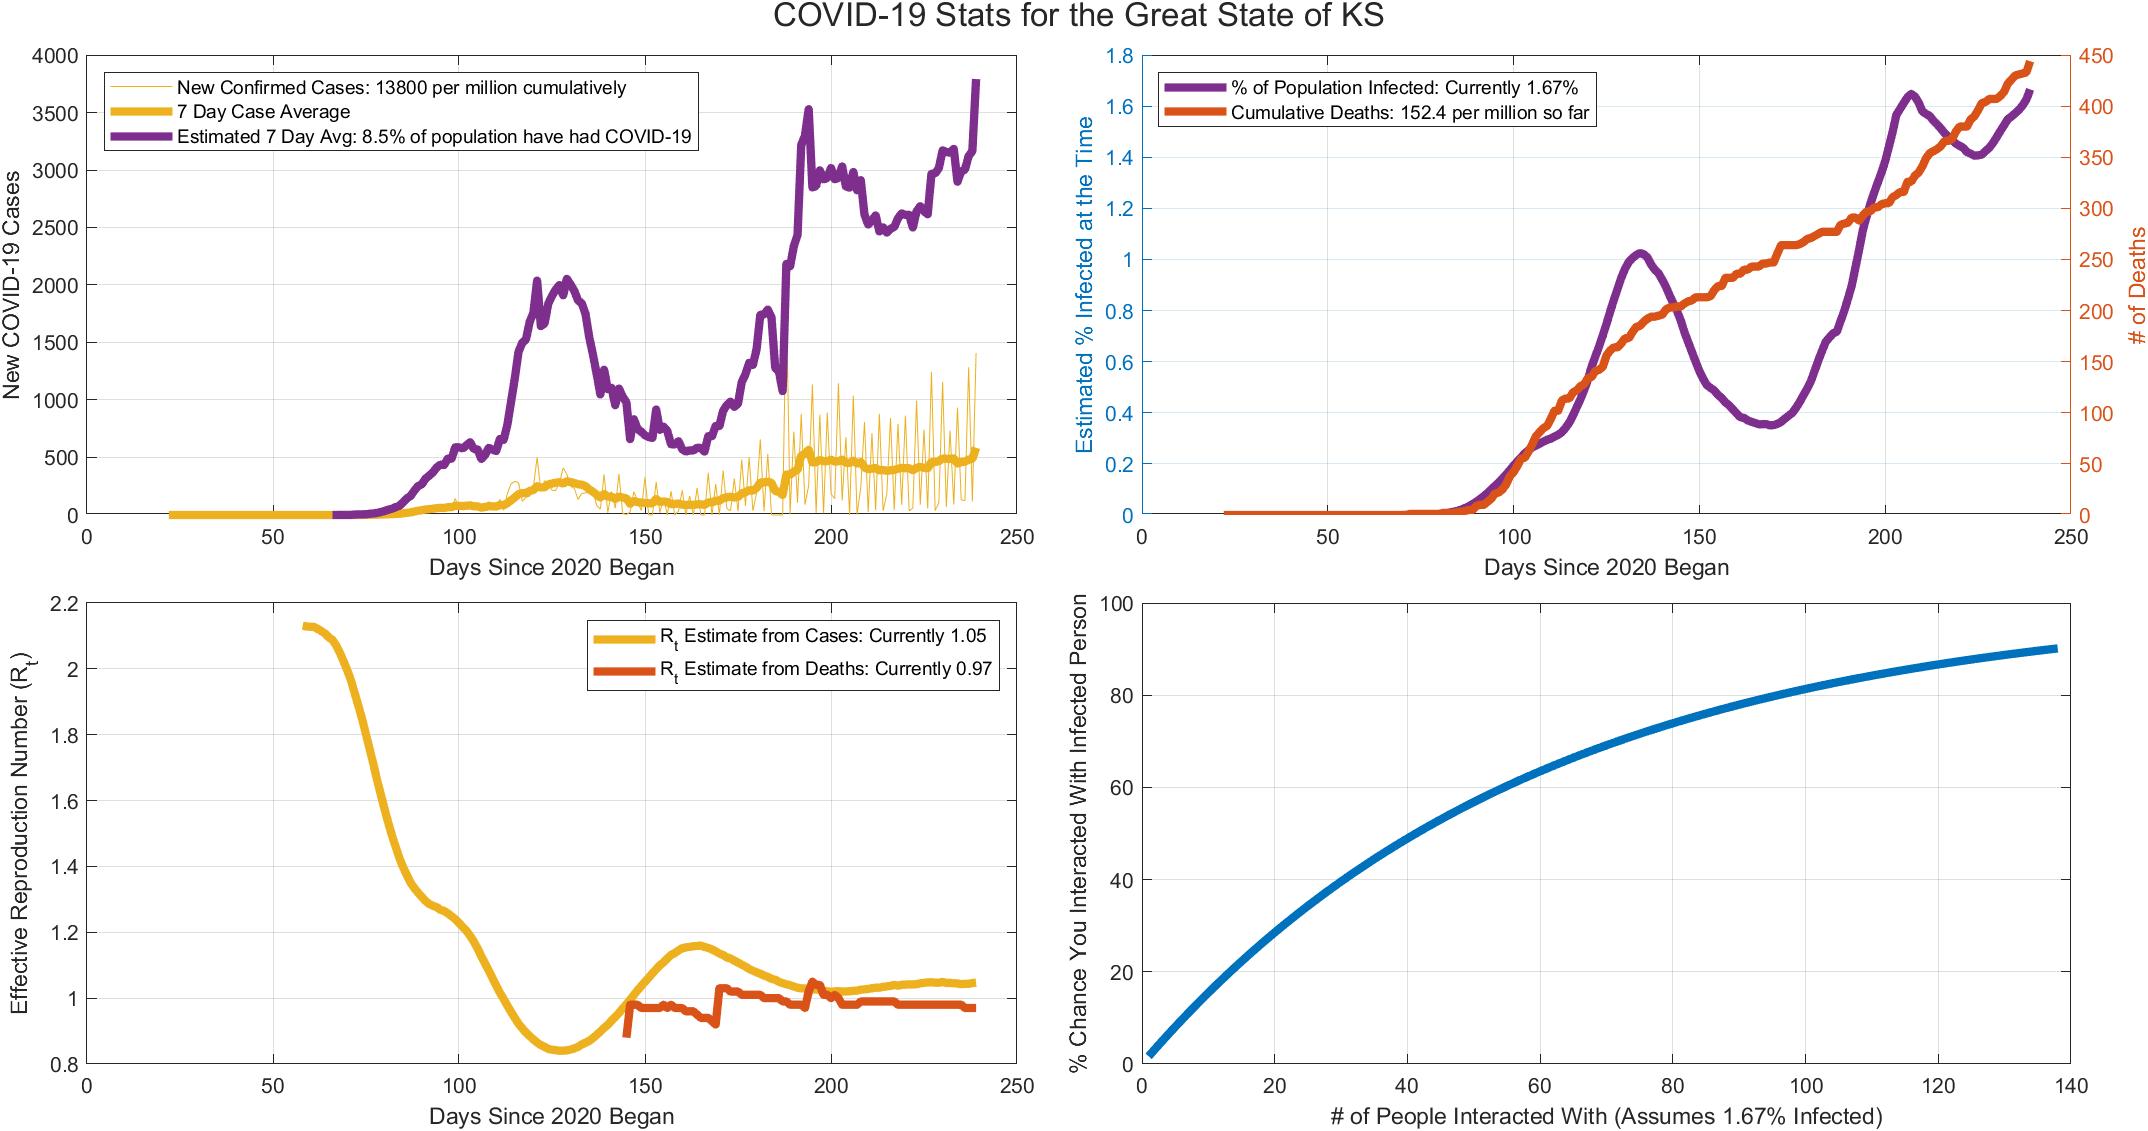 COVID-19 Stats for the Great State of KS
4000
3500
3000
2500
2000
1500
1000
500
0
New COVID-19 Cases
New Confirmed Cases: 13800 per million cumulatively
7 Day Case Average
Estimated 7 Day Avg: 8.5% of population have had COVID-19
0 50 100 150 200 250
Days Since 2020 Began
1.8
1.6
1.4
1.2
1
0.8
0.6
0.4
0.2
0
Estimated % Infected at the Time
% of Population Infected: Currently 1.67%
Cumulative Deaths: 152.4 per million so far
450
400
350
300
250
200
150
100
50
0
# of Deaths
0 50 100 150 200 250
Days Since 2020 Began
2.2
2
1.8
1.6
1.4
1.2
1
0.8
Effective Reproduction Number (Rt)
Rt Estimate from Cases: Currently 1.05
Rt Estimate from Deaths: Currently 0.97
0 50 100 150 200 250
Days Since 2020 Began
100
80
60
40
20
0
% Chance You Interacted With Infected Person
0 20 40 60 80 100 120 140
# of People Interacted With (Assumes 1.67% Infected)